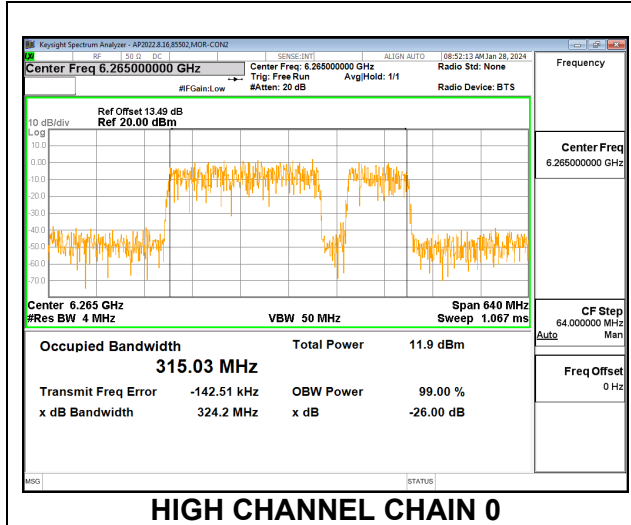 Keysight Spectrum Analyzer - AP2022.8.16,85502,MOR-CON2
LXI RF 50 Ω DC SENSE:INT ALIGN AUTO 08:52:13 AM Jan 28, 2024
Center Freq 6.265000000 GHz Center Freq: 6.265000000 GHz Radio Std: None Frequency
Trig: Free Run Avg|Hold: 1/1
#IFGain:Low #Atten: 20 dB Radio Device: BTS
Ref Offset 13.49 dB
10 dB/div Ref 20.00 dBm
Log
10.0
0.00
-10.0
-20.0
-30.0
-40.0
-50.0
-60.0
-70.0
Center Freq
6.265000000 GHz
Center 6.265 GHz Span 640 MHz
#Res BW 4 MHz VBW 50 MHz Sweep 1.067 ms
CF Step
64.000000 MHz
Auto Man
Freq Offset
0 Hz
Occupied Bandwidth Total Power 11.9 dBm
315.03 MHz
Transmit Freq Error -142.51 kHz OBW Power 99.00 %
x dB Bandwidth 324.2 MHz x dB -26.00 dB
MSG STATUS
HIGH CHANNEL CHAIN 0